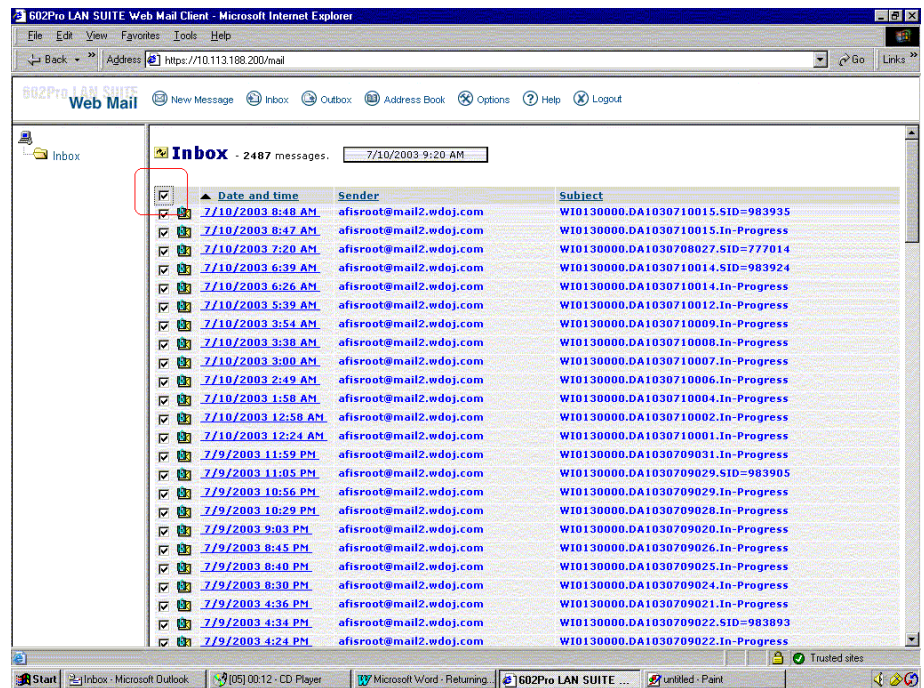 602Pro LAN SUITE Web Mail Client - Microsoft Internet Explorer
File Edit View Favorites Tools Help
Back » Address https://10.113.188.200/mail Go Links »
602Pro LAN SUITE
Web Mail New Message Inbox Outbox Address Book Options Help Logout
Inbox
Inbox - 2487 messages. 7/10/2003 9:20 AM
Date and time Sender Subject
7/10/2003 8:48 AM afisroot@mail2.wdoj.com WI0130000.DA1030710015.SID=983935
7/10/2003 8:47 AM afisroot@mail2.wdoj.com WI0130000.DA1030710015.In-Progress
7/10/2003 7:20 AM afisroot@mail2.wdoj.com WI0130000.DA1030708027.SID=777014
7/10/2003 6:39 AM afisroot@mail2.wdoj.com WI0130000.DA1030710014.SID=983924
7/10/2003 6:26 AM afisroot@mail2.wdoj.com WI0130000.DA1030710014.In-Progress
7/10/2003 5:39 AM afisroot@mail2.wdoj.com WI0130000.DA1030710012.In-Progress
7/10/2003 3:54 AM afisroot@mail2.wdoj.com WI0130000.DA1030710009.In-Progress
7/10/2003 3:38 AM afisroot@mail2.wdoj.com WI0130000.DA1030710008.In-Progress
7/10/2003 3:00 AM afisroot@mail2.wdoj.com WI0130000.DA1030710007.In-Progress
7/10/2003 2:49 AM afisroot@mail2.wdoj.com WI0130000.DA1030710006.In-Progress
7/10/2003 1:58 AM afisroot@mail2.wdoj.com WI0130000.DA1030710004.In-Progress
7/10/2003 12:58 AM afisroot@mail2.wdoj.com WI0130000.DA1030710002.In-Progress
7/10/2003 12:24 AM afisroot@mail2.wdoj.com WI0130000.DA1030710001.In-Progress
7/9/2003 11:59 PM afisroot@mail2.wdoj.com WI0130000.DA1030709031.In-Progress
7/9/2003 11:05 PM afisroot@mail2.wdoj.com WI0130000.DA1030709029.SID=983905
7/9/2003 10:56 PM afisroot@mail2.wdoj.com WI0130000.DA1030709029.In-Progress
7/9/2003 10:29 PM afisroot@mail2.wdoj.com WI0130000.DA1030709028.In-Progress
7/9/2003 9:03 PM afisroot@mail2.wdoj.com WI0130000.DA1030709020.In-Progress
7/9/2003 8:45 PM afisroot@mail2.wdoj.com WI0130000.DA1030709026.In-Progress
7/9/2003 8:40 PM afisroot@mail2.wdoj.com WI0130000.DA1030709025.In-Progress
7/9/2003 8:30 PM afisroot@mail2.wdoj.com WI0130000.DA1030709024.In-Progress
7/9/2003 4:36 PM afisroot@mail2.wdoj.com WI0130000.DA1030709021.In-Progress
7/9/2003 4:34 PM afisroot@mail2.wdoj.com WI0130000.DA1030709022.SID=983893
7/9/2003 4:24 PM afisroot@mail2.wdoj.com WI0130000.DA1030709022.In-Progress
Trusted sites
Start Inbox - Microsoft Outlook [05] 00:12 - CD Player Microsoft Word - Returning... 602Pro LAN SUITE ... untitled - Paint